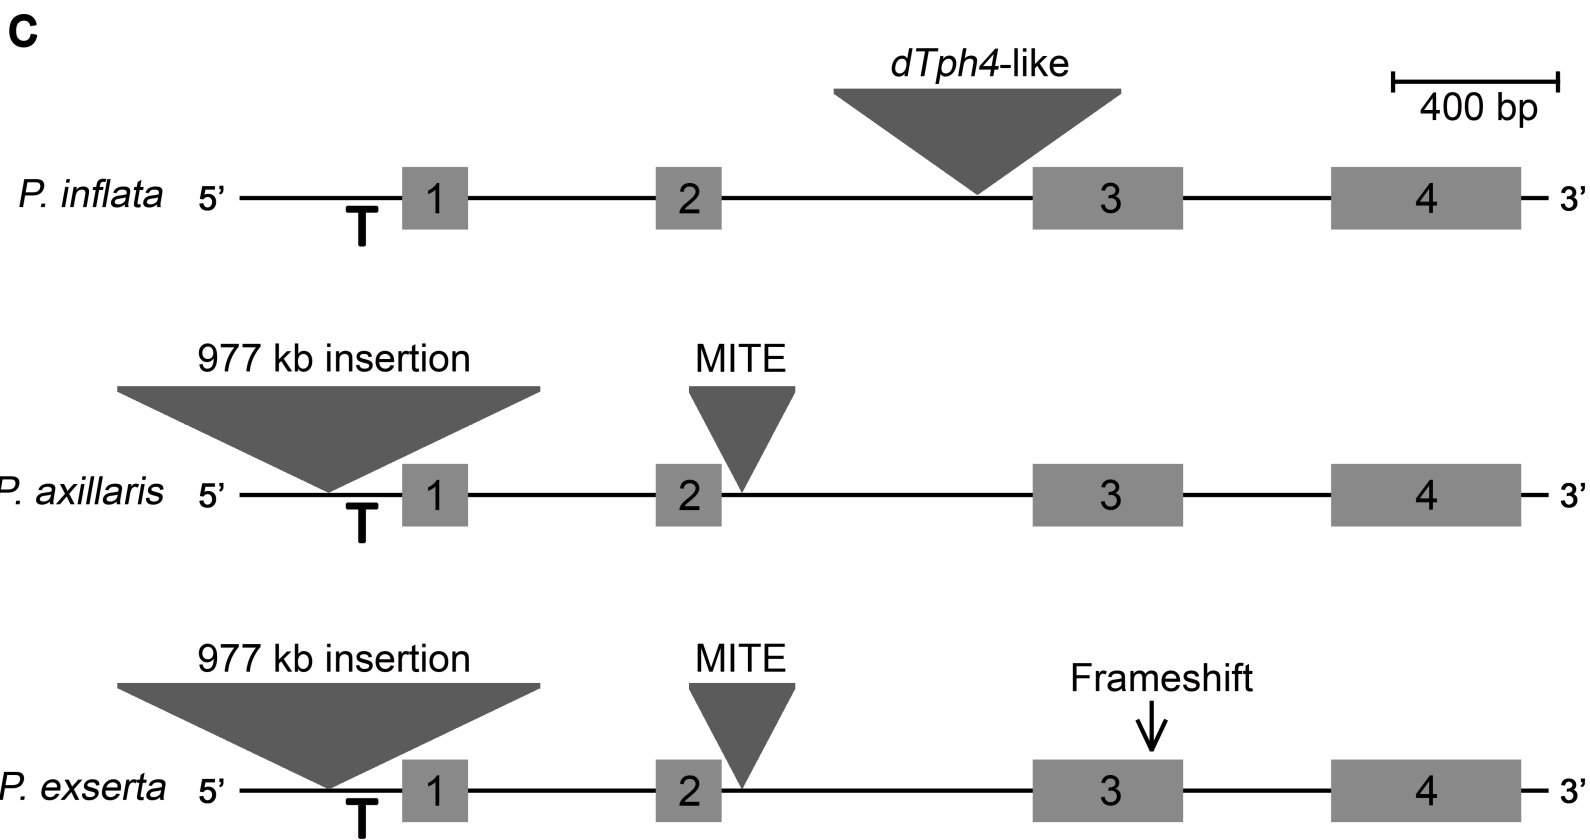 C
dTph4-like
400 bp
P. inflata 5’ 1 2 3 4 3’
T
977 kb insertion MITE
P. axillaris 5’ 1 2 3 4 3’
T
977 kb insertion MITE Frameshift
P. exserta 5’ 1 2 3 4 3’
T